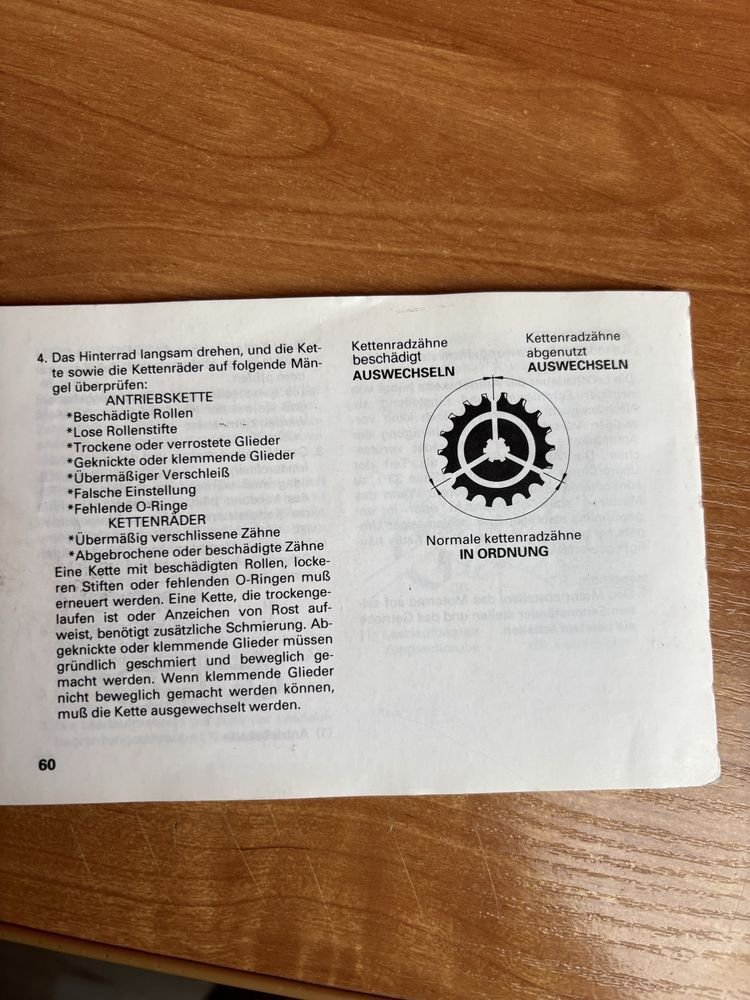 4. Das Hinterrad langsam drehen, und die Ket-
te sowie die Kettenräder auf folgende Män-
gel überprüfen:
ANTRIEBSKETTE
*Beschädigte Rollen
*Lose Rollenstifte
*Trockene oder verrostete Glieder
*Geknickte oder klemmende Glieder
*Übermäßiger Verschleiß
*Falsche Einstellung
*Fehlende O-Ringe
KETTENRÄDER
*Übermäßig verschlissene Zähne
*Abgebrochene oder beschädigte Zähne
Eine Kette mit beschädigten Rollen, locke-
ren Stiften oder fehlenden O-Ringen muß
erneuert werden. Eine Kette, die trockenge-
laufen ist oder Anzeichen von Rost auf-
weist, benötigt zusätzliche Schmierung. Ab-
geknickte oder klemmende Glieder müssen
gründlich geschmiert und beweglich ge-
macht werden. Wenn klemmende Glieder
nicht beweglich gemacht werden können,
muß die Kette ausgewechselt werden.
60
Kettenradzähne
beschädigt
AUSWECHSELN
Kettenradzähne
abgenutzt
AUSWECHSELN
Normale kettenradzähne
IN ORDNUNG